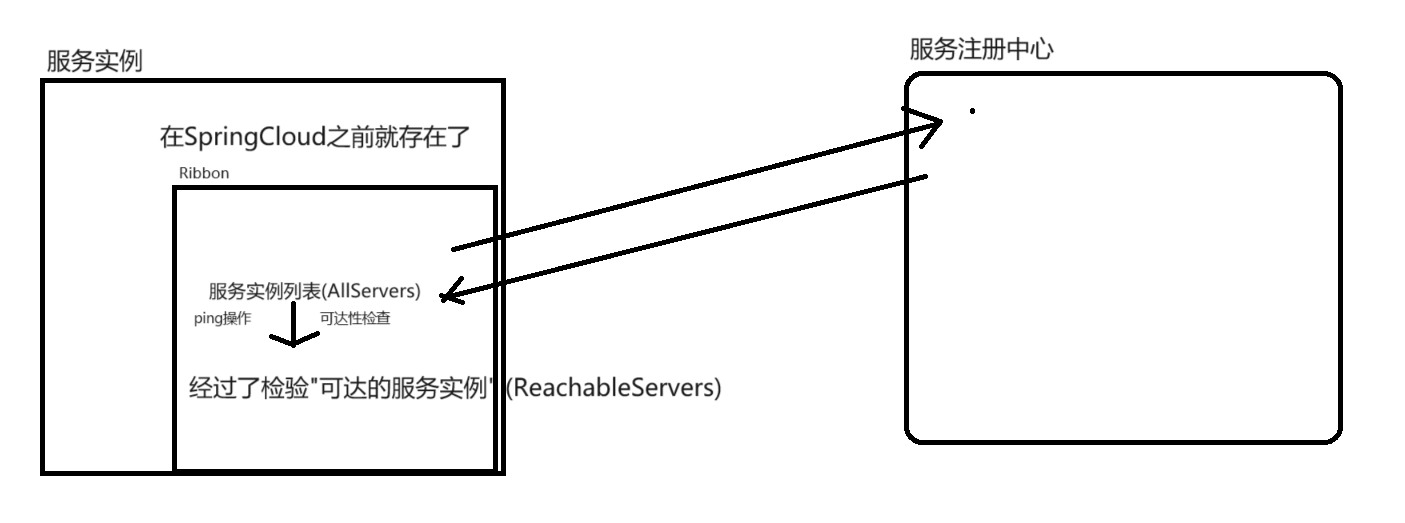 服务实例
服务注册中心
在SpringCloud之前就存在了
Ribbon
服务实例列表(AllServers)
ping操作 可达性检查
经过了检验"可达的服务实例" (ReachableServers)